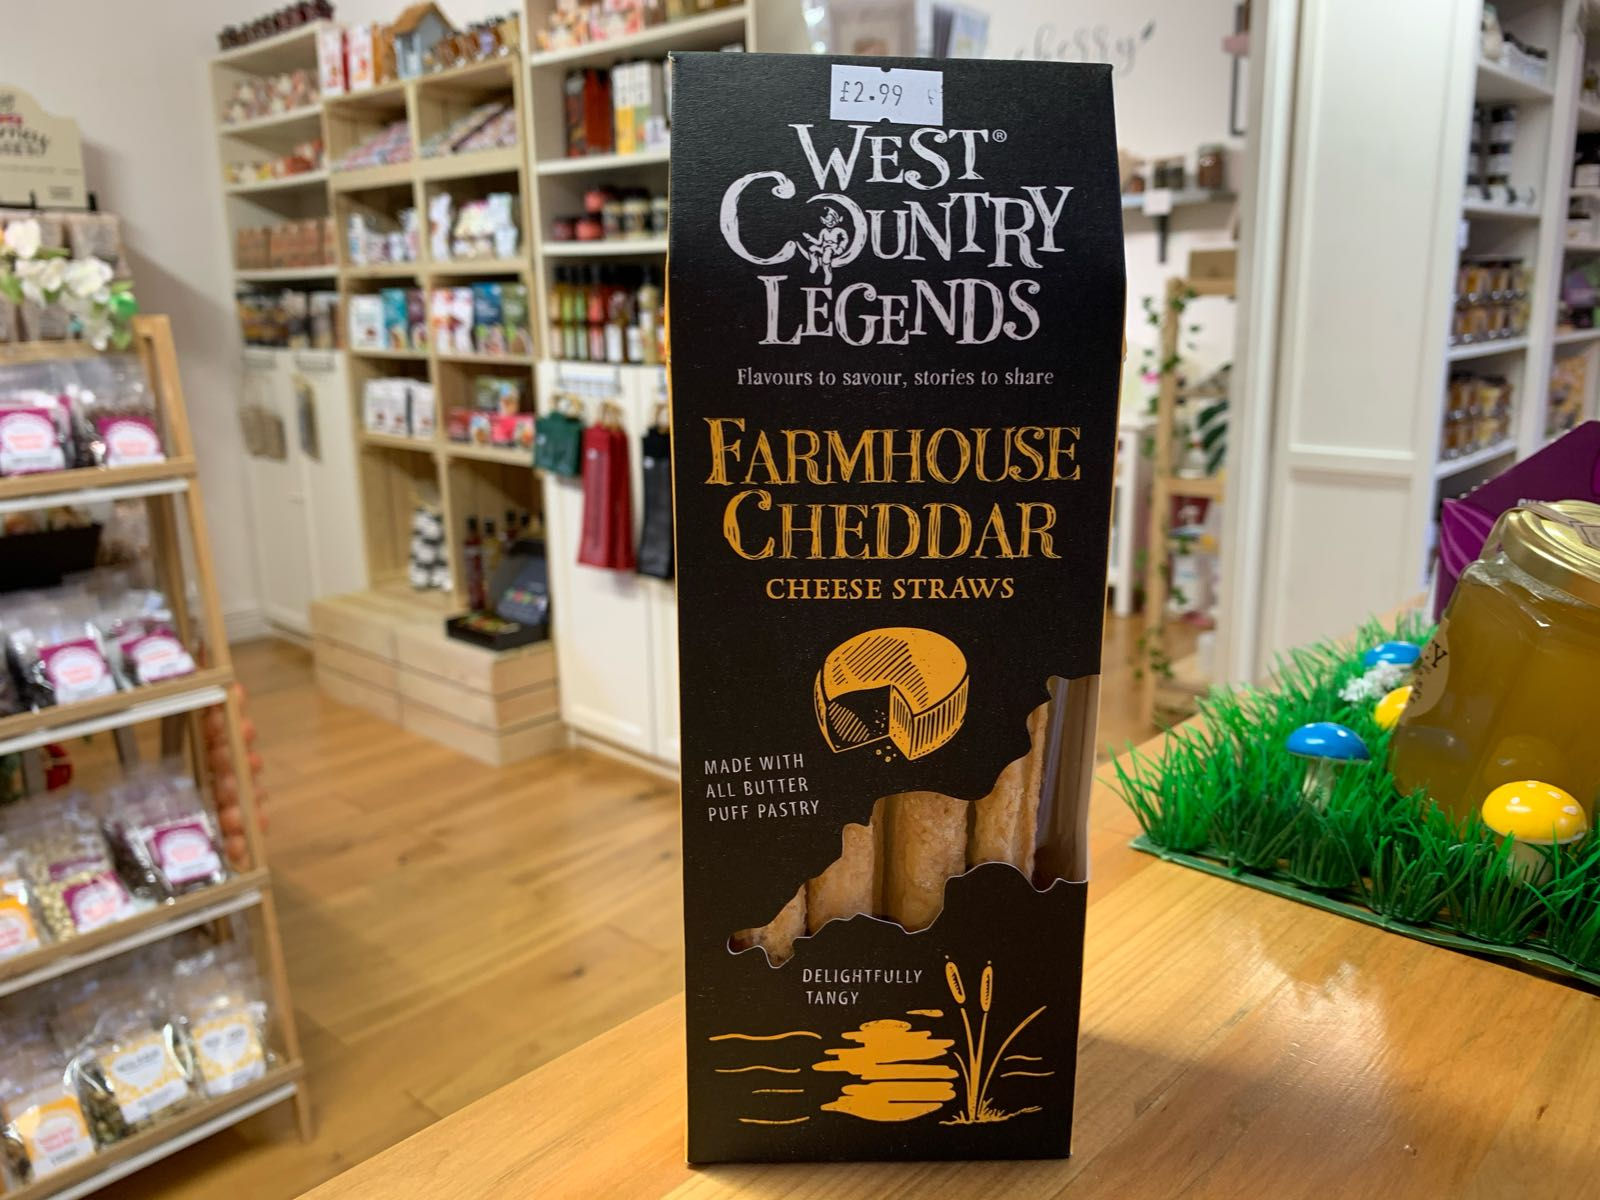 £2.99
WEST®
COUNTRY
LEGENDS
Flavours to savour, stories to share
FARMHOUSE
CHEDDAR
CHEESE STRAWS
MADE WITH
ALL BUTTER
PUFF PASTRY
DELIGHTFULLY
TANGY